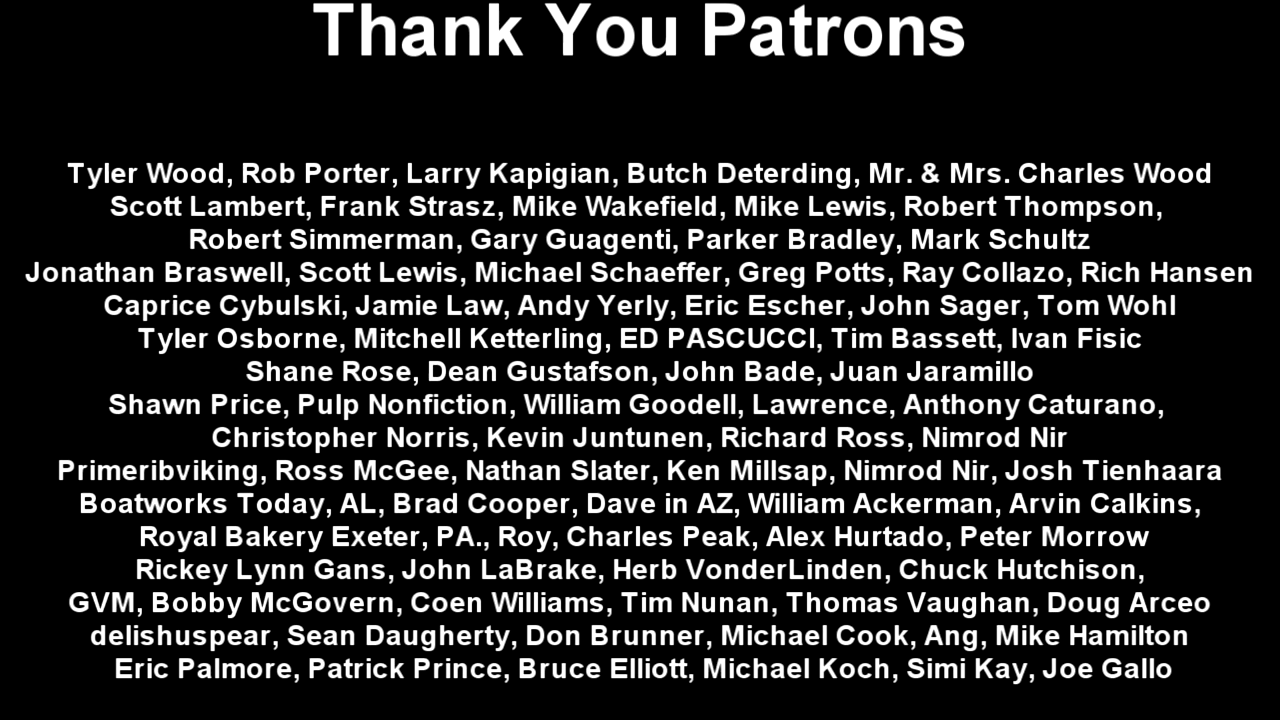 Thank You Patrons
Tyler Wood, Rob Porter, Larry Kapigian, Butch Deterding, Mr. & Mrs. Charles Wood
Scott Lambert, Frank Strasz, Mike Wakefield, Mike Lewis, Robert Thompson,
Robert Simmerman, Gary Guagenti, Parker Bradley, Mark Schultz
Jonathan Braswell, Scott Lewis, Michael Schaeffer, Greg Potts, Ray Collazo, Rich Hansen
Caprice Cybulski, Jamie Law, Andy Yerly, Eric Escher, John Sager, Tom Wohl
Tyler Osborne, Mitchell Ketterling, ED PASCUCCI, Tim Bassett, Ivan Fisic
Shane Rose, Dean Gustafson, John Bade, Juan Jaramillo
Shawn Price, Pulp Nonfiction, William Goodell, Lawrence, Anthony Caturano,
Christopher Norris, Kevin Juntunen, Richard Ross, Nimrod Nir
Primeribviking, Ross McGee, Nathan Slater, Ken Millsap, Nimrod Nir, Josh Tienhaara
Boatworks Today, AL, Brad Cooper, Dave in AZ, William Ackerman, Arvin Calkins,
Royal Bakery Exeter, PA., Roy, Charles Peak, Alex Hurtado, Peter Morrow
Rickey Lynn Gans, John LaBrake, Herb VonderLinden, Chuck Hutchison,
GVM, Bobby McGovern, Coen Williams, Tim Nunan, Thomas Vaughan, Doug Arceo
delishuspear, Sean Daugherty, Don Brunner, Michael Cook, Ang, Mike Hamilton
Eric Palmore, Patrick Prince, Bruce Elliott, Michael Koch, Simi Kay, Joe Gallo